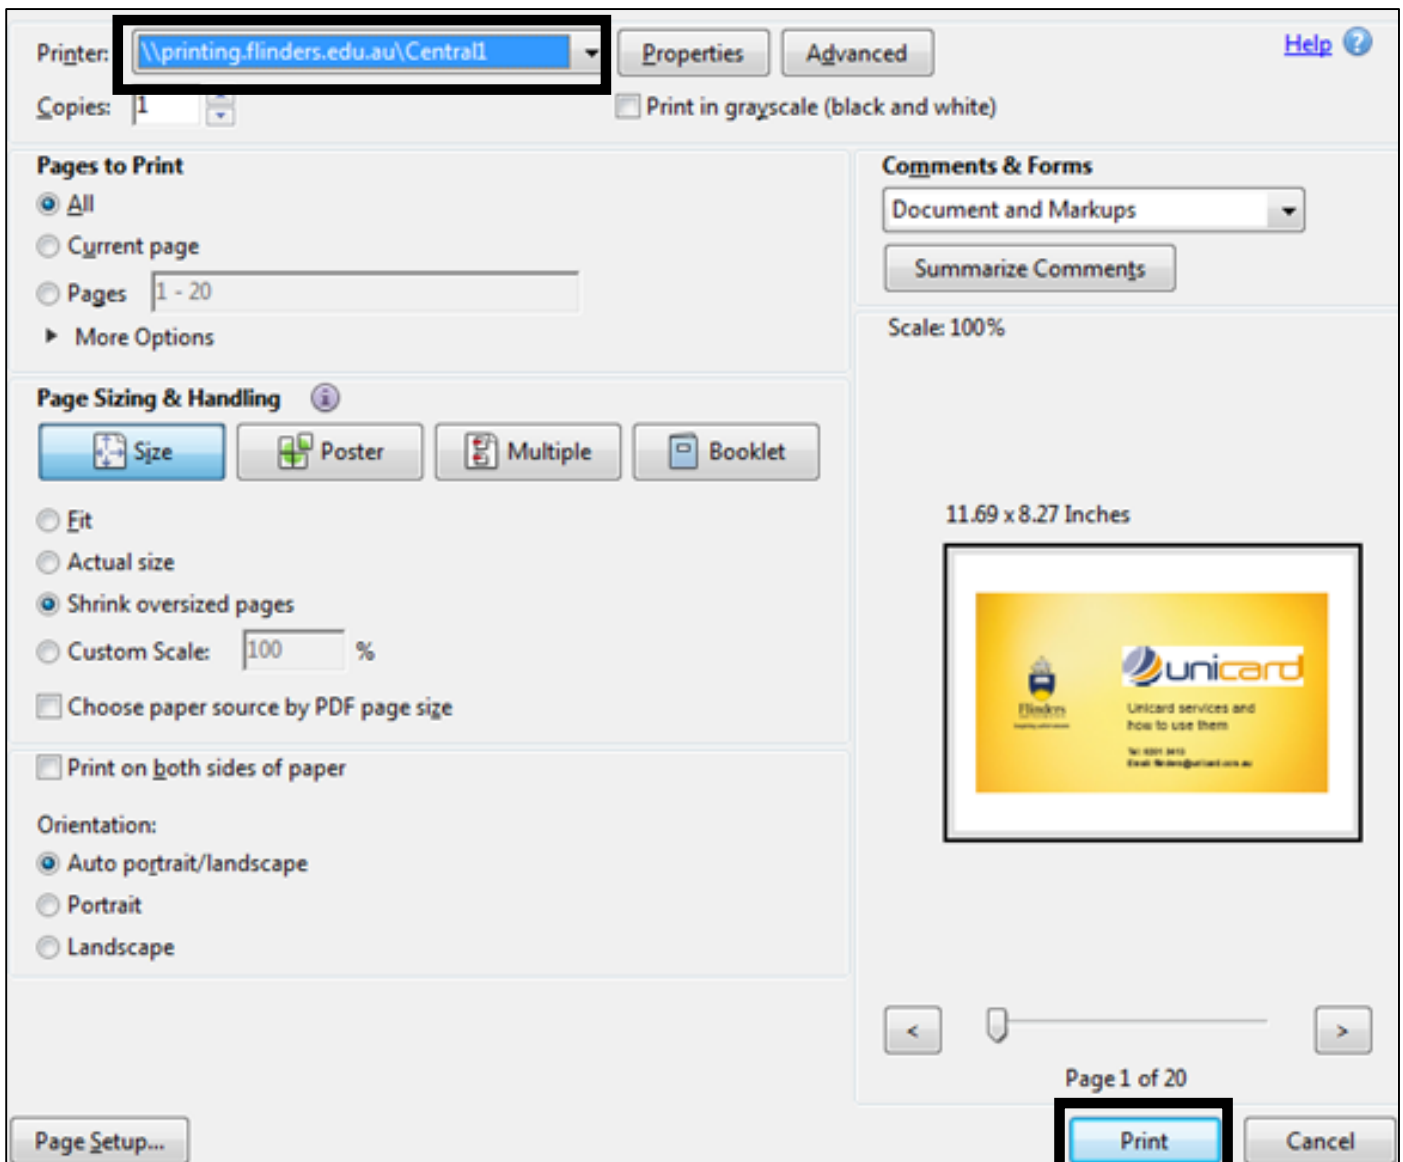 Printer: \\printing.flinders.edu.au\Central1 Properties Advanced Help
Copies: 1 Print in grayscale (black and white)
Pages to Print
All
Current page
Pages 1 - 20
More Options
Comments & Forms
Document and Markups
Summarize Comments
Scale: 100%
Page Sizing & Handling
Size Poster Multiple Booklet
Fit
Actual size
Shrink oversized pages
Custom Scale: 100 %
Choose paper source by PDF page size
Print on both sides of paper
Orientation:
Auto portrait/landscape
Portrait
Landscape
11.69 x 8.27 Inches
Flinders
unicard
Unicard services and
how to use them
< >
Page 1 of 20
Page Setup... Print Cancel